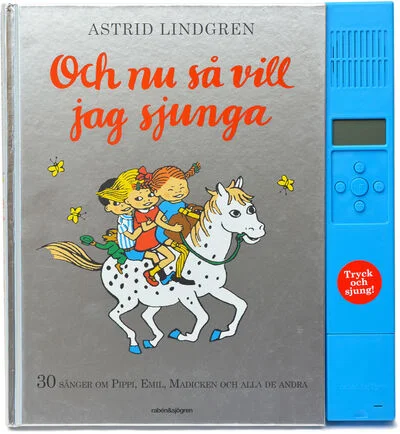 ASTRID LINDGREN
Och nu så vill
jag sjunga
Tryck
och
sjung!
30 SÅNGER OM PIPPI, EMIL, MADICKEN OCH ALLA DE ANDRA
rabén&sjögren